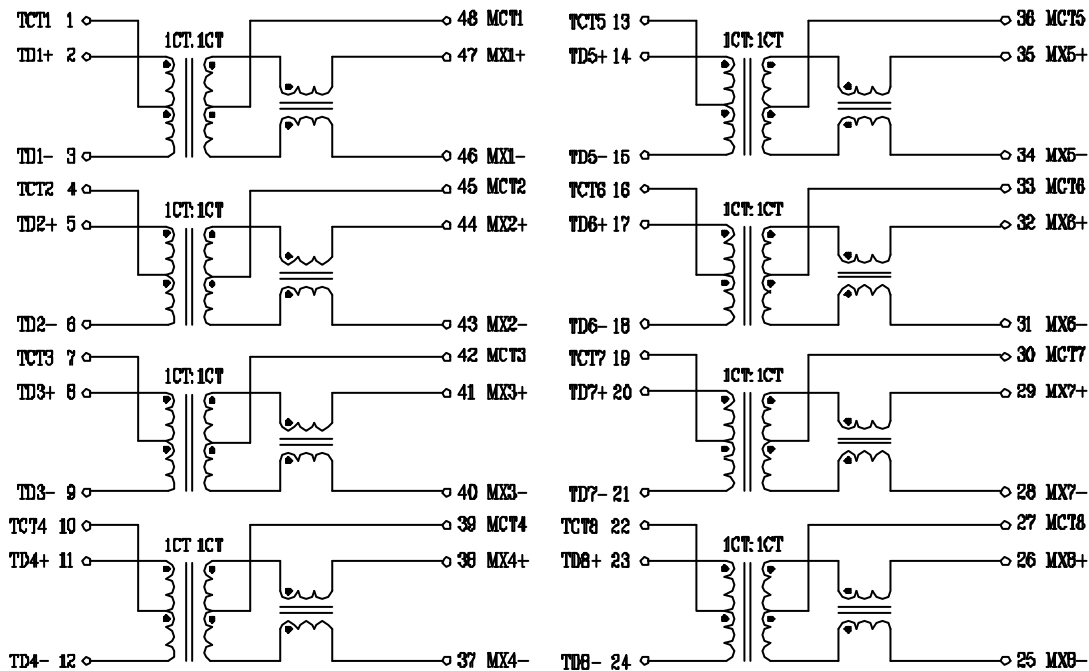 TCT1 1 48 MCT1
1CT:1CT
TD1+ 2 47 MX1+
TD1- 3 46 MX1-
TCT2 4 45 MCT2
1CT:1CT
TD2+ 5 44 MX2+
TD2- 6 43 MX2-
TCT3 7 42 MCT3
1CT:1CT
TD3+ 8 41 MX3+
TD3- 9 40 MX3-
TCT4 10 39 MCT4
1CT 1CT
TD4+ 11 38 MX4+
TD4- 12 37 MX4-
TCT5 13 36 MCT5
1CT:1CT
TD5+ 14 35 MX5+
TD5- 15 34 MX5-
TCT6 16 33 MCT6
1CT:1CT
TD6+ 17 32 MX6+
TD6- 18 31 MX6-
TCT7 19 30 MCT7
1CT:1CT
TD7+ 20 29 MX7+
TD7- 21 28 MX7-
TCT8 22 27 MCT8
1CT:1CT
TD8+ 23 26 MX8+
TD8- 24 25 MX8-